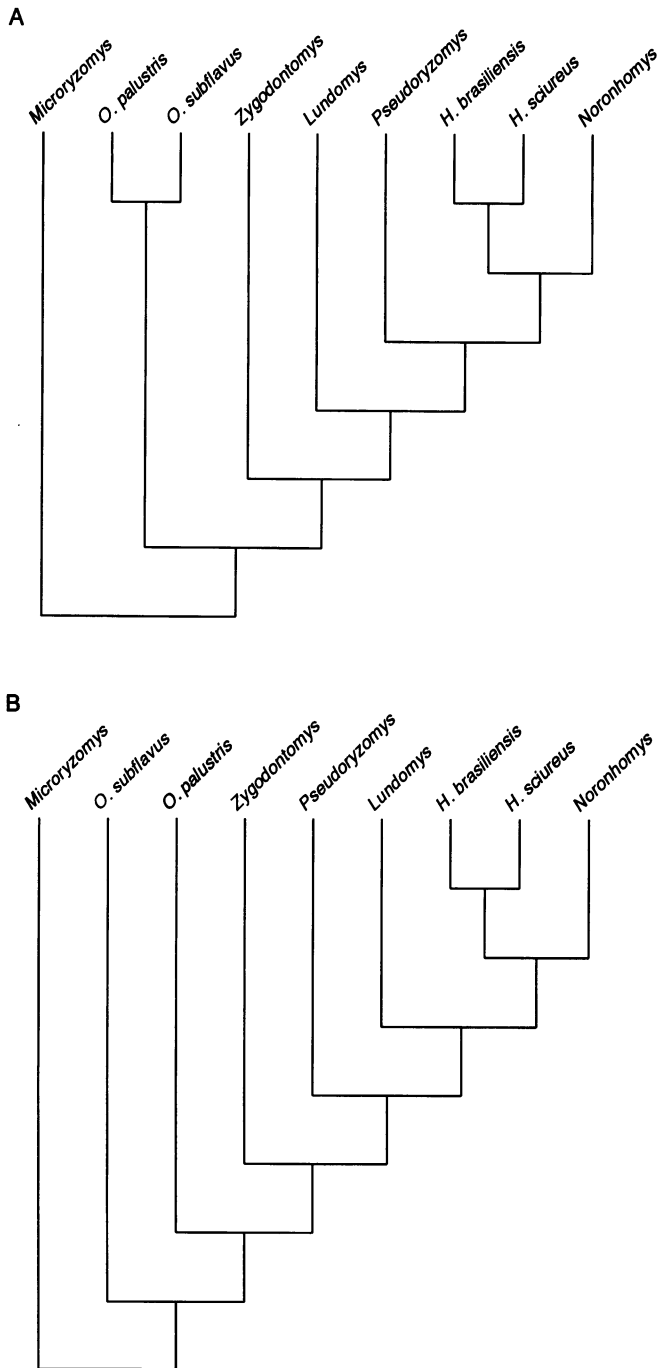 A
Microryzomys
O. palustris
O. subflavus
Zygodontomys
Lundomys
Pseudoryzomys
H. brasiliensis
H. sciureus
Noronhomys
B
Microryzomys
O. subflavus
O. palustris
Zygodontomys
Pseudoryzomys
Lundomys
H. brasiliensis
H. sciureus
Noronhomys